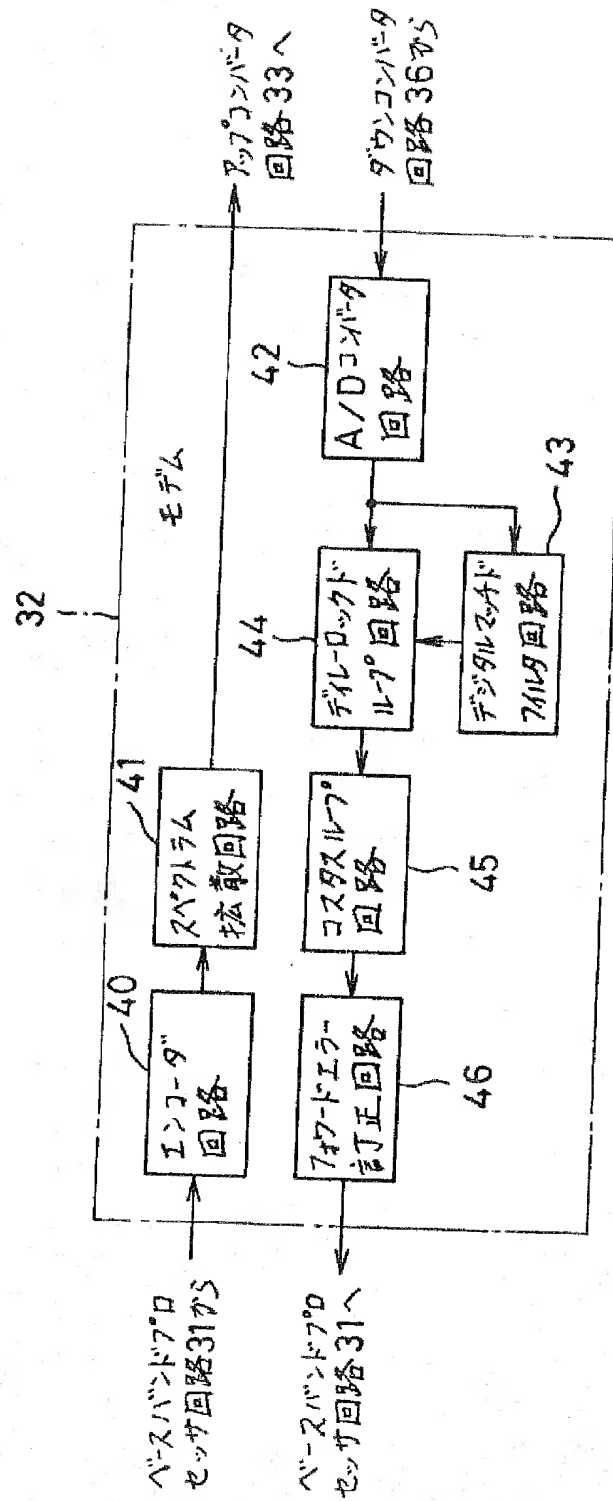 32
モデム
ベースバンドプロ
セッサ回路31から
40
エンコーダ
回路
41
スペクトラム
拡散回路
アップコンバータ
回路33へ
ベースバンドプロ
セッサ回路31へ
フォワードエラー
訂正回路
46
コスタスループ
回路
45
44
ディレーロックド
ループ回路
42
A/Dコンバータ
回路
デジタルマッチド
フィルタ回路
43
ダウンコンバータ
回路36から